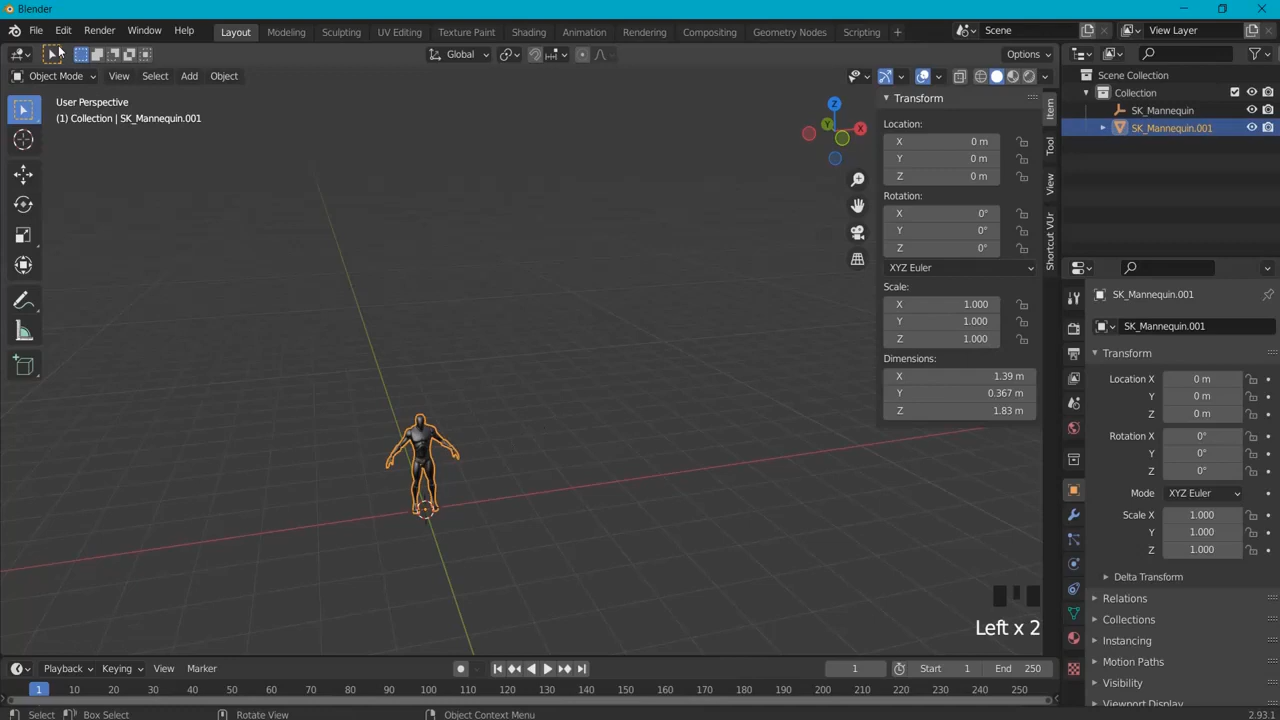 Blender
File Edit Render Window Help
Layout Modeling Sculpting UV Editing Texture Paint Shading Animation Rendering Compositing Geometry Nodes Scripting +
Scene
View Layer
Global
Options
Object Mode View Select Add Object
User Perspective
(1) Collection | SK_Mannequin.001
Z
Y
X
Transform
Location:
X 0 m
Y 0 m
Z 0 m
Rotation:
X 0°
Y 0°
Z 0°
XYZ Euler
Scale:
X 1.000
Y 1.000
Z 1.000
Dimensions:
X 1.39 m
Y 0.367 m
Z 1.83 m
Item
Tool
View
Shortcut VUr
Scene Collection
Collection
SK_Mannequin
SK_Mannequin.001
SK_Mannequin.001
SK_Mannequin.001
Transform
Location X 0 m
Y 0 m
Z 0 m
Rotation X 0°
Y 0°
Z 0°
Mode XYZ Euler
Scale X 1.000
Y 1.000
Z 1.000
Delta Transform
Relations
Collections
Instancing
Motion Paths
Visibility
Viewport Display
Left x 2
Playback Keying View Marker
1
Start 1
End 250
1 10 20 30 40 50 60 70 80 90 100 110 120 130 140 150 160 170 180 190 200 210 220 230 240 250
Select Box Select Rotate View Object Context Menu
2.93.1